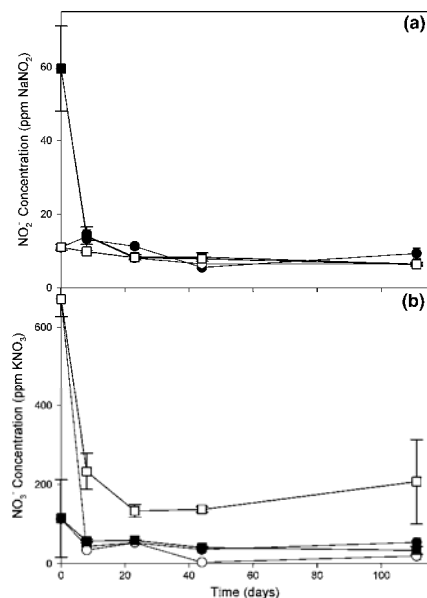 (a)
NO₂⁻ Concentration (ppm NaNO₂)
60
40
20
0
(b)
NO₃⁻ Concentration (ppm KNO₃)
600
400
200
0
0 20 40 60 80 100
Time (days)